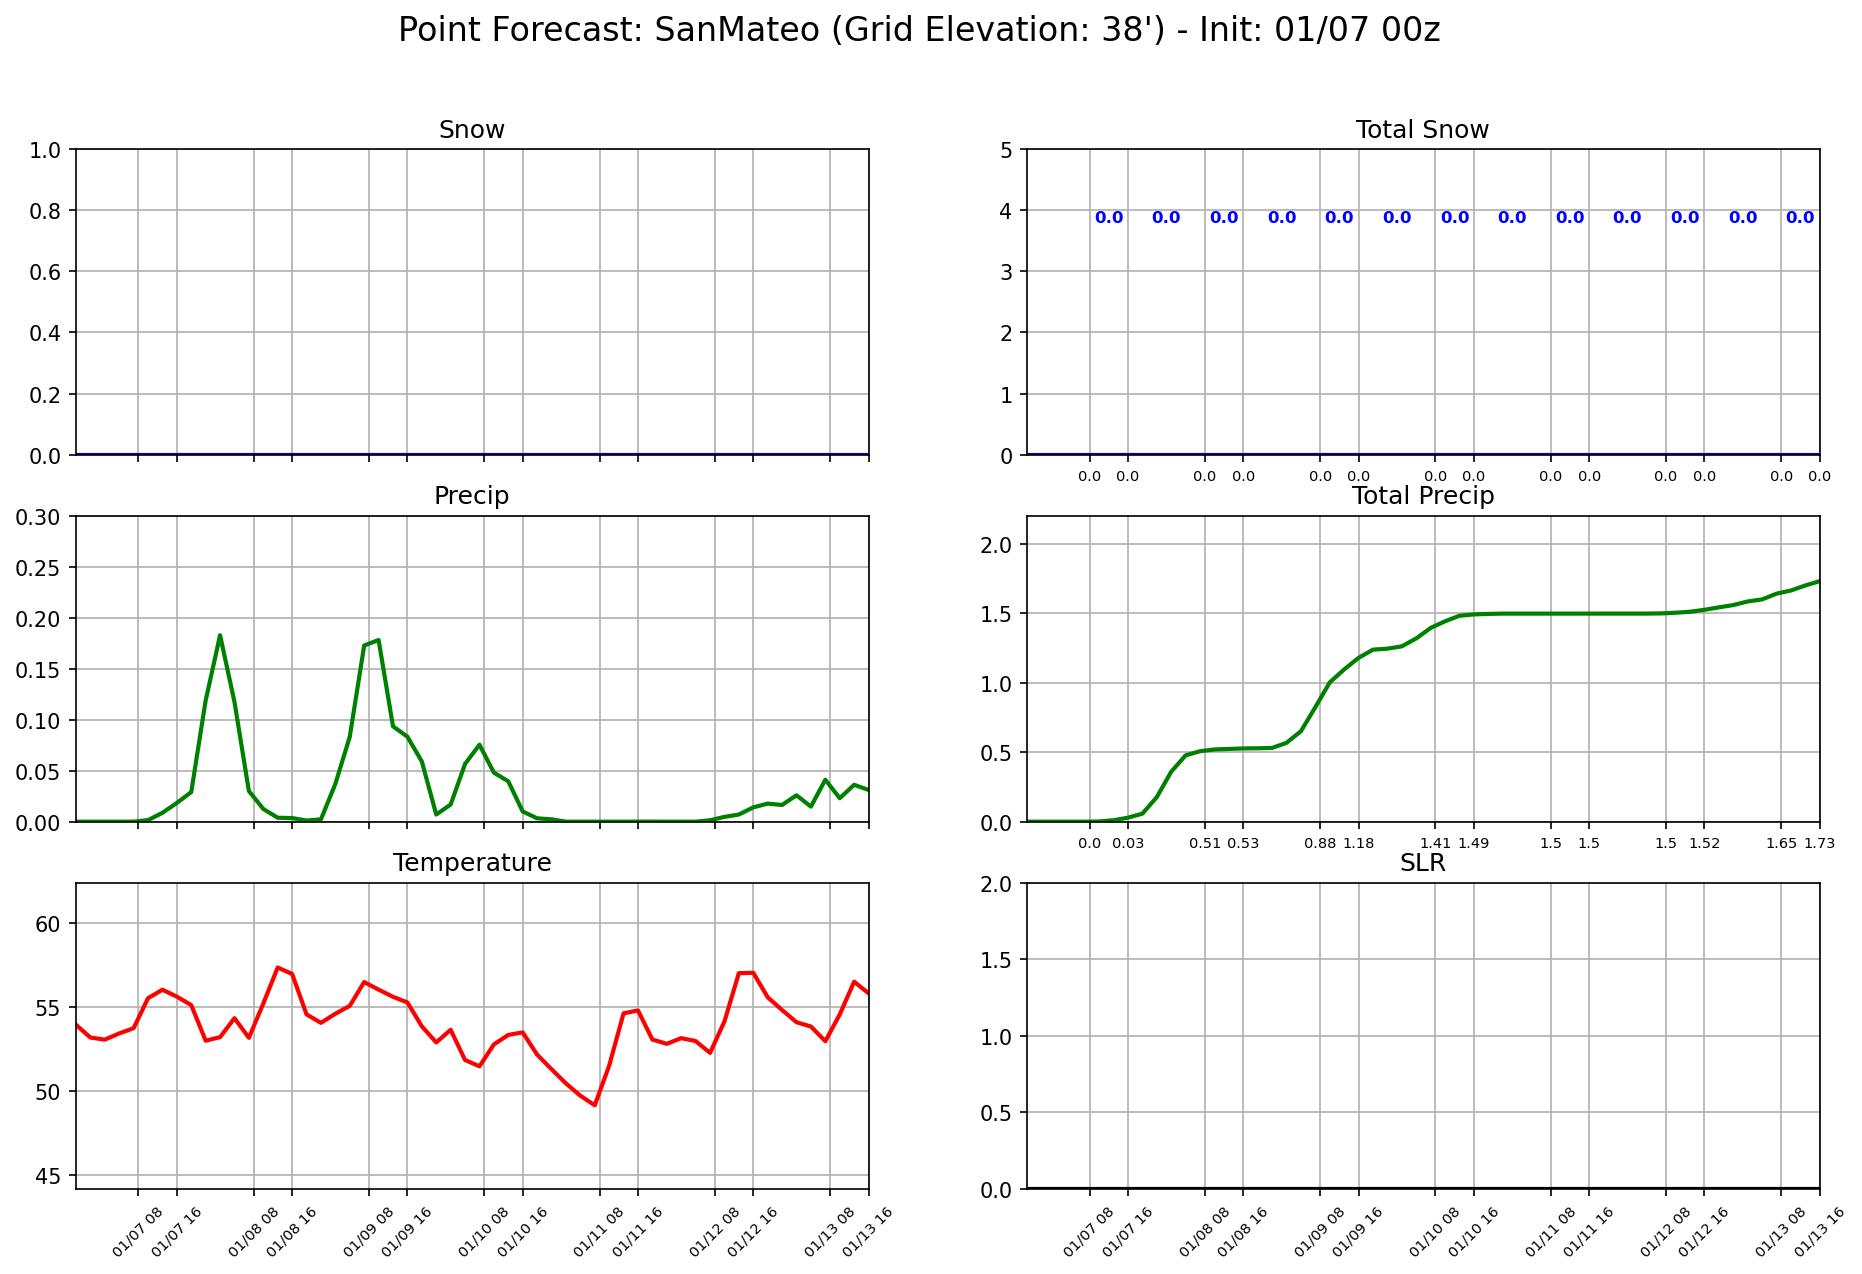 Point Forecast: SanMateo (Grid Elevation: 38') - Init: 01/07 00z
Snow
1.0
0.8
0.6
0.4
0.2
0.0
Total Snow
5
4
3
2
1
0
0.0 0.0 0.0 0.0 0.0 0.0 0.0 0.0 0.0 0.0 0.0 0.0 0.0
0.0 0.0 0.0 0.0 0.0 0.0 0.0 0.0 0.0 0.0 0.0 0.0 0.0 0.0
Precip
0.30
0.25
0.20
0.15
0.10
0.05
0.00
Total Precip
2.0
1.5
1.0
0.5
0.0
0.0 0.03 0.51 0.53 0.88 1.18 1.41 1.49 1.5 1.5 1.5 1.52 1.65 1.73
Temperature
60
55
50
45
01/07 08 01/07 16 01/08 08 01/08 16 01/09 08 01/09 16 01/10 08 01/10 16 01/11 08 01/11 16 01/12 08 01/12 16 01/13 08 01/13 16
SLR
2.0
1.5
1.0
0.5
0.0
01/07 08 01/07 16 01/08 08 01/08 16 01/09 08 01/09 16 01/10 08 01/10 16 01/11 08 01/11 16 01/12 08 01/12 16 01/13 08 01/13 16